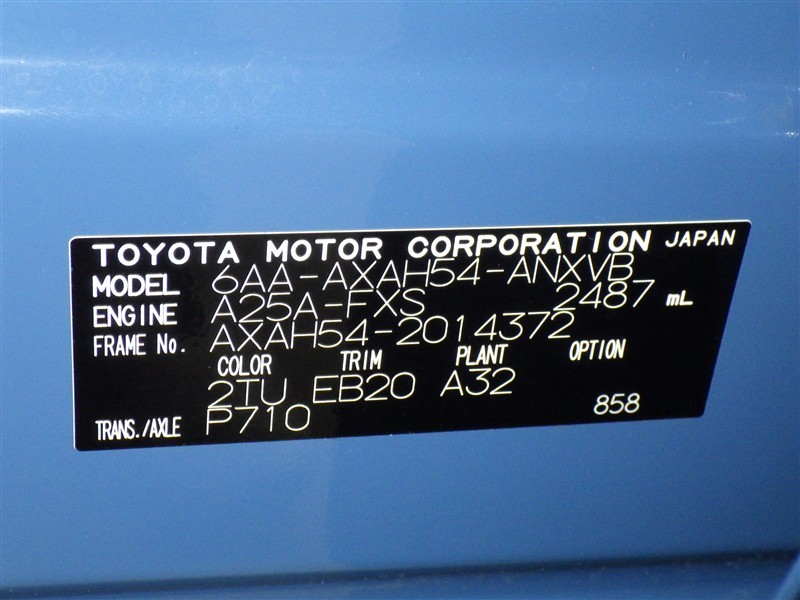 TOYOTA MOTOR CORPORATION JAPAN
MODEL 6AA-AXAH54-ANXVB
ENGINE A25A-FXS 2487 mL
FRAME No. AXAH54-2014372
COLOR TRIM PLANT OPTION
2TU EB20 A32
TRANS./AXLE P710 858